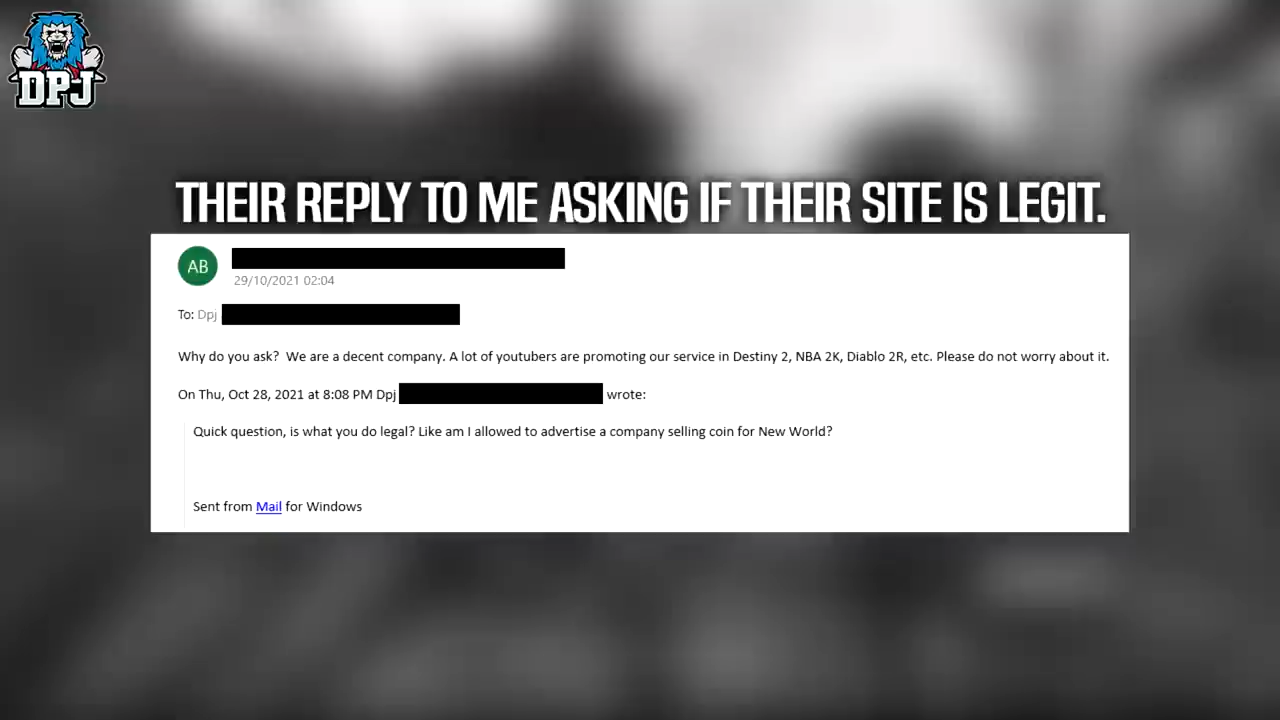 DPJ
THEIR REPLY TO ME ASKING IF THEIR SITE IS LEGIT.
AB
29/10/2021 02:04
To: Dpj
Why do you ask?  We are a decent company. A lot of youtubers are promoting our service in Destiny 2, NBA 2K, Diablo 2R, etc. Please do not worry about it.
On Thu, Oct 28, 2021 at 8:08 PM Dpj wrote:
Quick question, is what you do legal? Like am I allowed to advertise a company selling coin for New World?
Sent from Mail for Windows